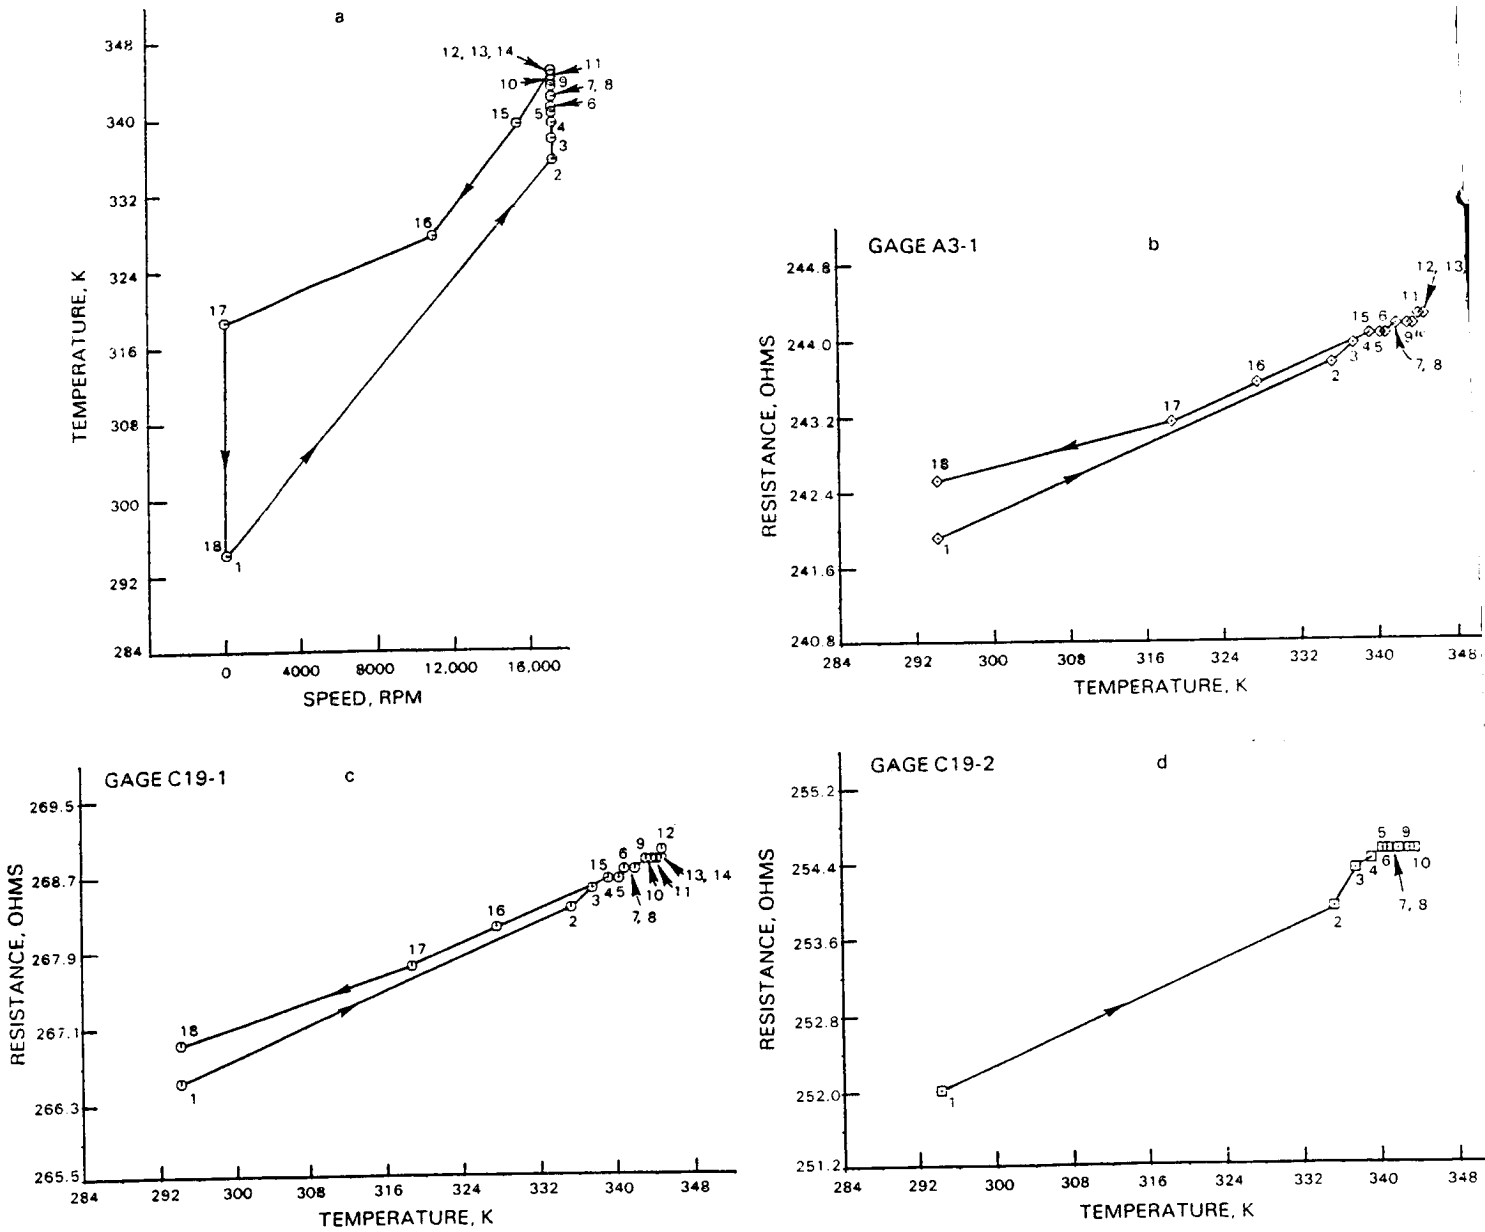 a
348
340
332
324
316
308
300
292
284
TEMPERATURE, K
12, 13, 14
11
10
9
7, 8
6
5
4
3
2
15
16
17
18
1
0 4000 8000 12,000 16,000
SPEED, RPM
GAGE A3-1
b
244.8
244.0
243.2
242.4
241.6
240.8
RESISTANCE, OHMS
12, 13,
11
15 6
3 4 5 9
7, 8
2
16
17
18
1
284 292 300 308 316 324 332 340 348
TEMPERATURE, K
GAGE C19-1
c
269.5
268.7
267.9
267.1
266.3
265.5
RESISTANCE, OHMS
12
9
6
15
13, 14
11
10
7, 8
3 4 5
2
16
17
18
1
284 292 300 308 316 324 332 340 348
TEMPERATURE, K
GAGE C19-2
d
255.2
254.4
253.6
252.8
252.0
251.2
RESISTANCE, OHMS
5 9
3 4 6 10
7, 8
2
1
284 292 300 308 316 324 332 340 348
TEMPERATURE, K